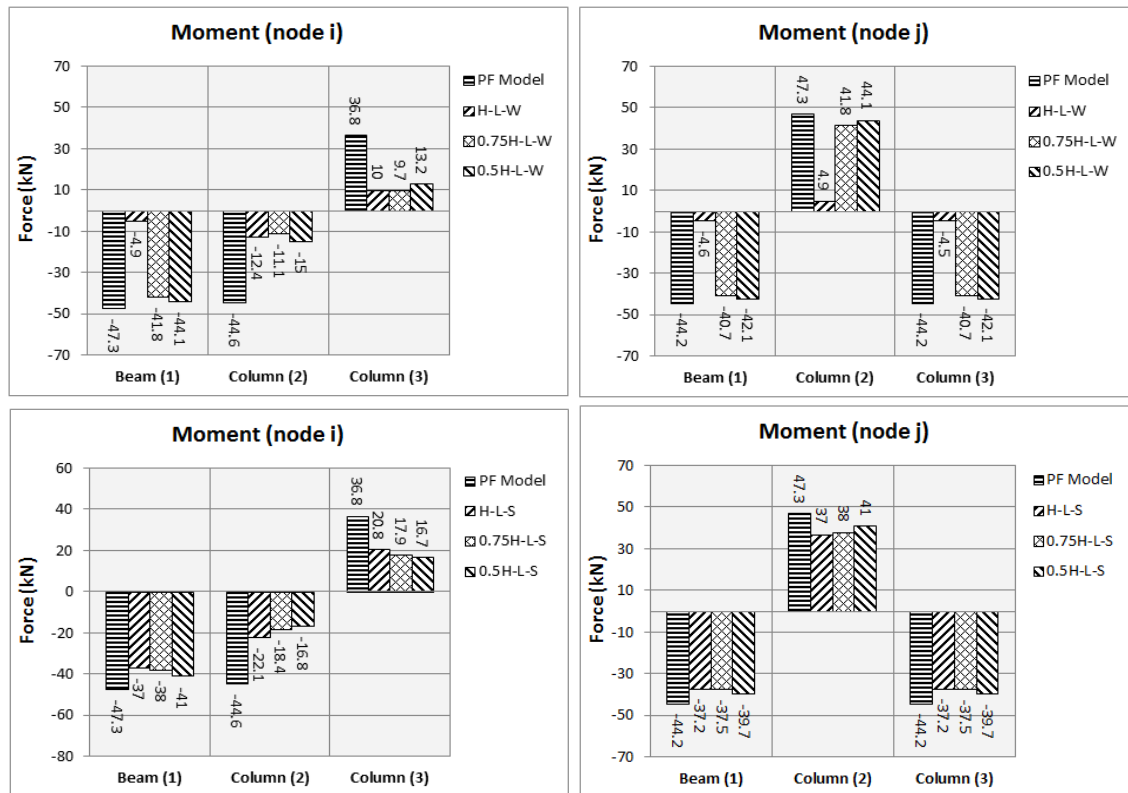 Moment (node i)
Force (kN)
70
50
30
10
-10
-30
-50
-70
-47.3
-4.9
-41.8
-44.1
-44.6
-12.4
-11.1
-15
36.8
10
9.7
13.2
Beam (1)
Column (2)
Column (3)
PF Model
H-L-W
0.75H-L-W
0.5H-L-W
Moment (node j)
Force (kN)
70
50
30
10
-10
-30
-50
-70
-44.2
-4.6
-40.7
-42.1
47.3
4.9
41.8
44.1
-44.2
-4.5
-40.7
-42.1
Beam (1)
Column (2)
Column (3)
PF Model
H-L-W
0.75H-L-W
0.5H-L-W
Moment (node i)
Force (kN)
60
40
20
0
-20
-40
-60
-80
-47.3
-37
-38
-41
-44.6
-22.1
-18.4
-16.8
36.8
20.8
17.9
16.7
Beam (1)
Column (2)
Column (3)
PF Model
H-L-S
0.75H-L-S
0.5H-L-S
Moment (node j)
Force (kN)
70
50
30
10
-10
-30
-50
-70
-44.2
-37.2
-37.5
-39.7
47.3
37
38
41
-44.2
-37.2
-37.5
-39.7
Beam (1)
Column (2)
Column (3)
PF Model
H-L-S
0.75H-L-S
0.5H-L-S